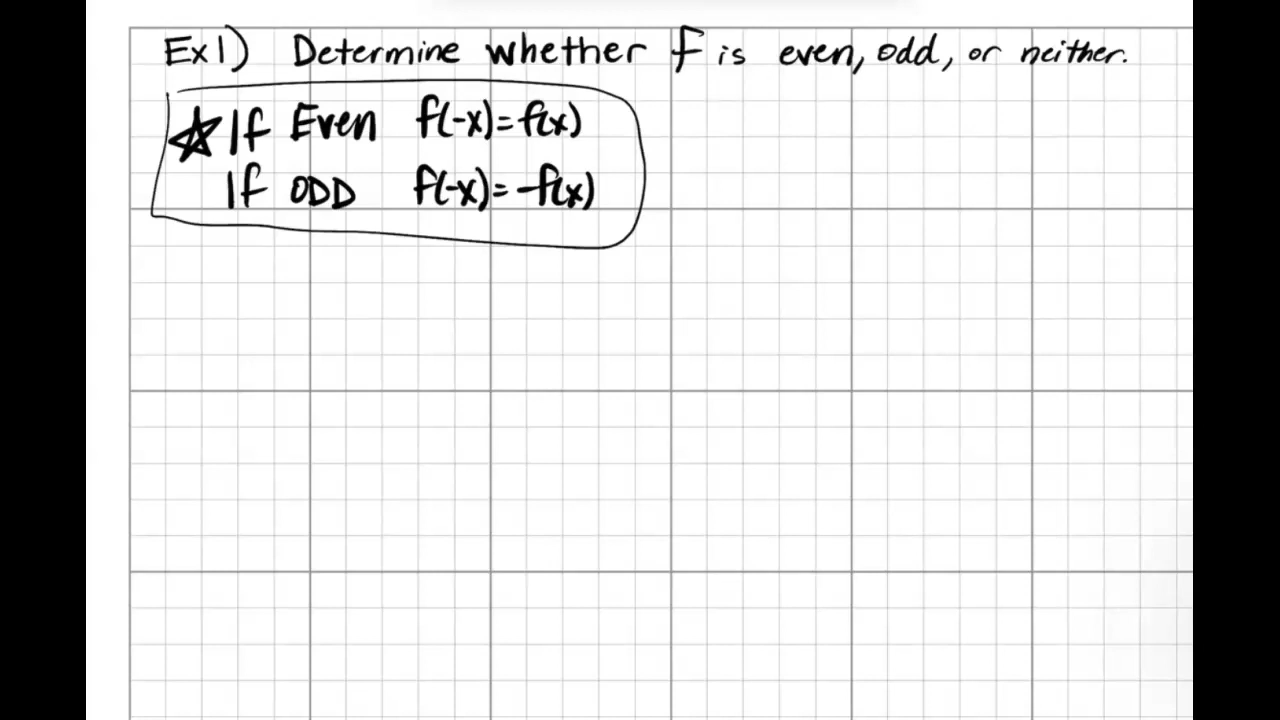 Ex1) Determine whether f is even, odd, or neither.
☆ If Even f(-x)=f(x)
If ODD f(-x)=-f(x)